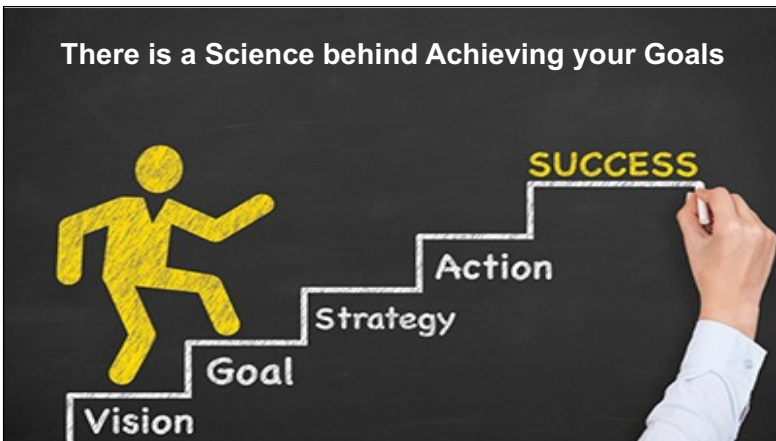 There is a Science behind Achieving your Goals
SUCCESS
Action
Strategy
Goal
Vision